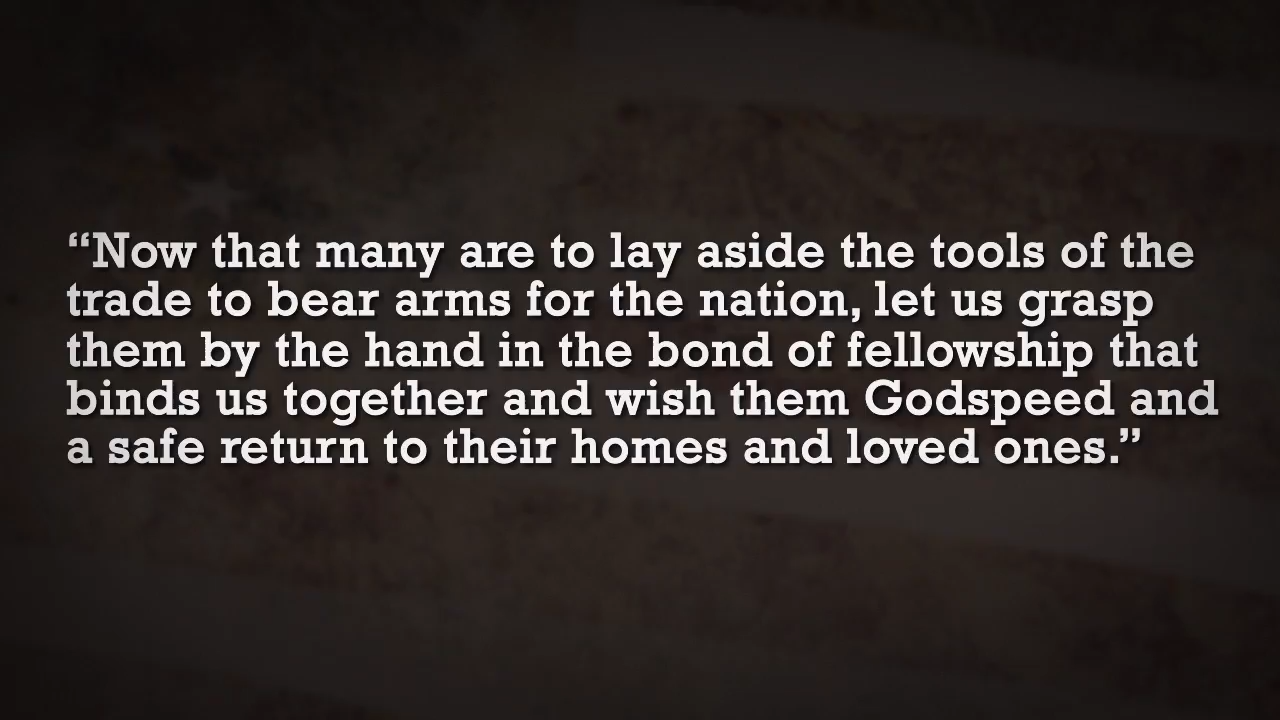 “Now that many are to lay aside the tools of the
trade to bear arms for the nation, let us grasp
them by the hand in the bond of fellowship that
binds us together and wish them Godspeed and
a safe return to their homes and loved ones.”